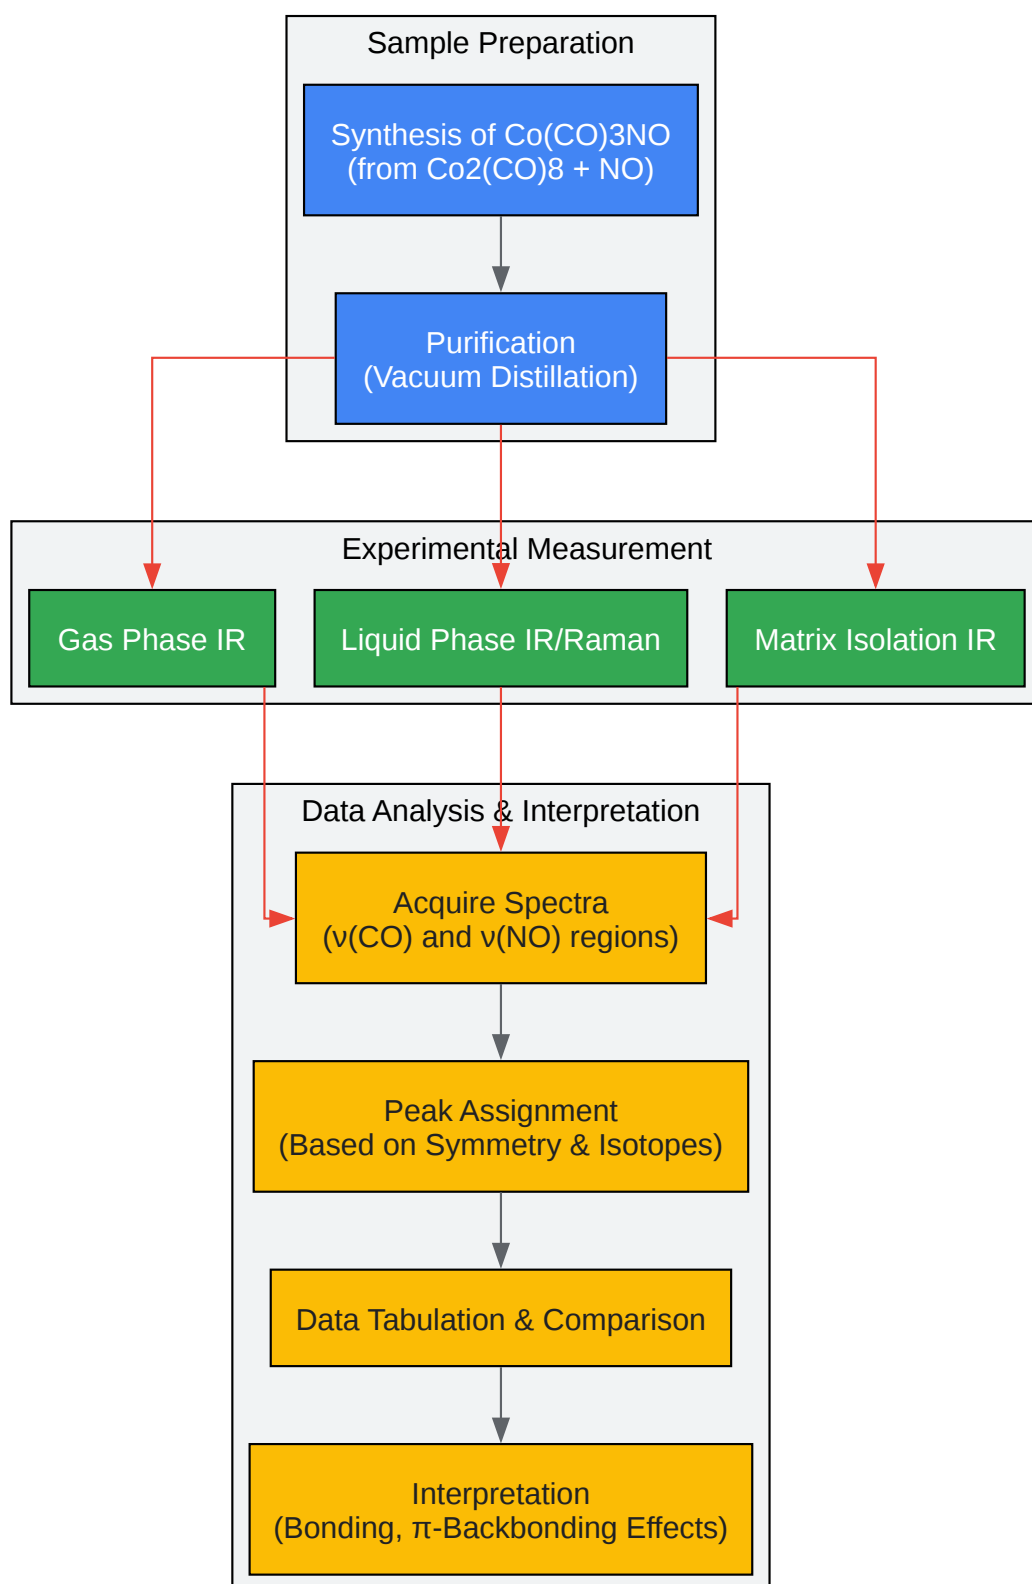 Sample Preparation
Synthesis of Co(CO)3NO
(from Co2(CO)8 + NO)
Purification
(Vacuum Distillation)
Experimental Measurement
Gas Phase IR
Liquid Phase IR/Raman
Matrix Isolation IR
Data Analysis & Interpretation
Acquire Spectra
(ν(CO) and ν(NO) regions)
Peak Assignment
(Based on Symmetry & Isotopes)
Data Tabulation & Comparison
Interpretation
(Bonding, π-Backbonding Effects)